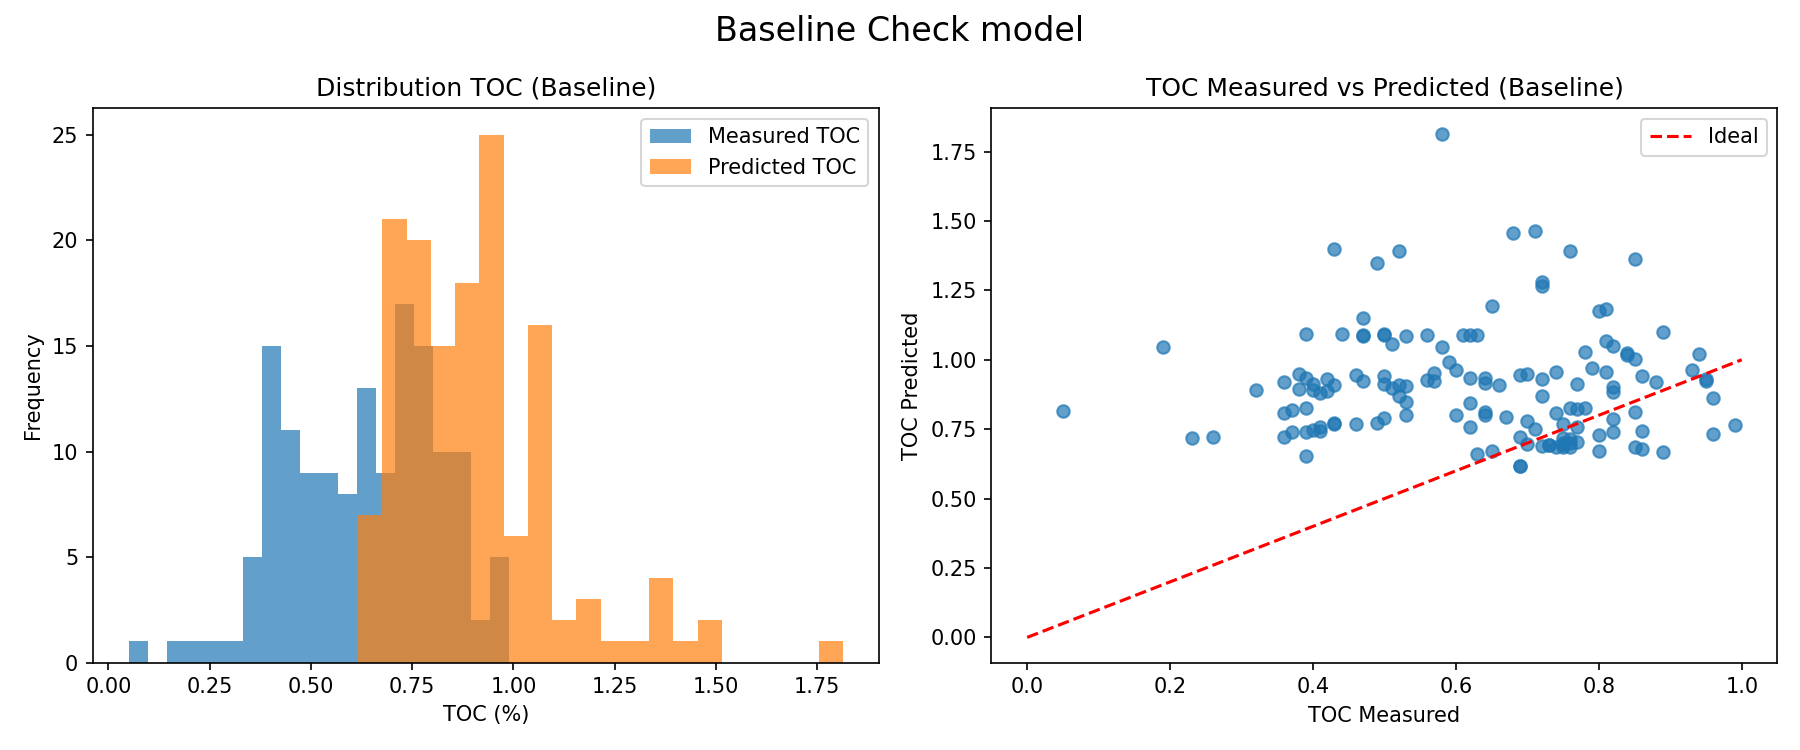 Baseline Check model
Distribution TOC (Baseline)
Measured TOC
Predicted TOC
Frequency
25
20
15
10
5
0
0.00 0.25 0.50 0.75 1.00 1.25 1.50 1.75
TOC (%)
TOC Measured vs Predicted (Baseline)
Ideal
TOC Predicted
1.75
1.50
1.25
1.00
0.75
0.50
0.25
0.00
0.0 0.2 0.4 0.6 0.8 1.0
TOC Measured